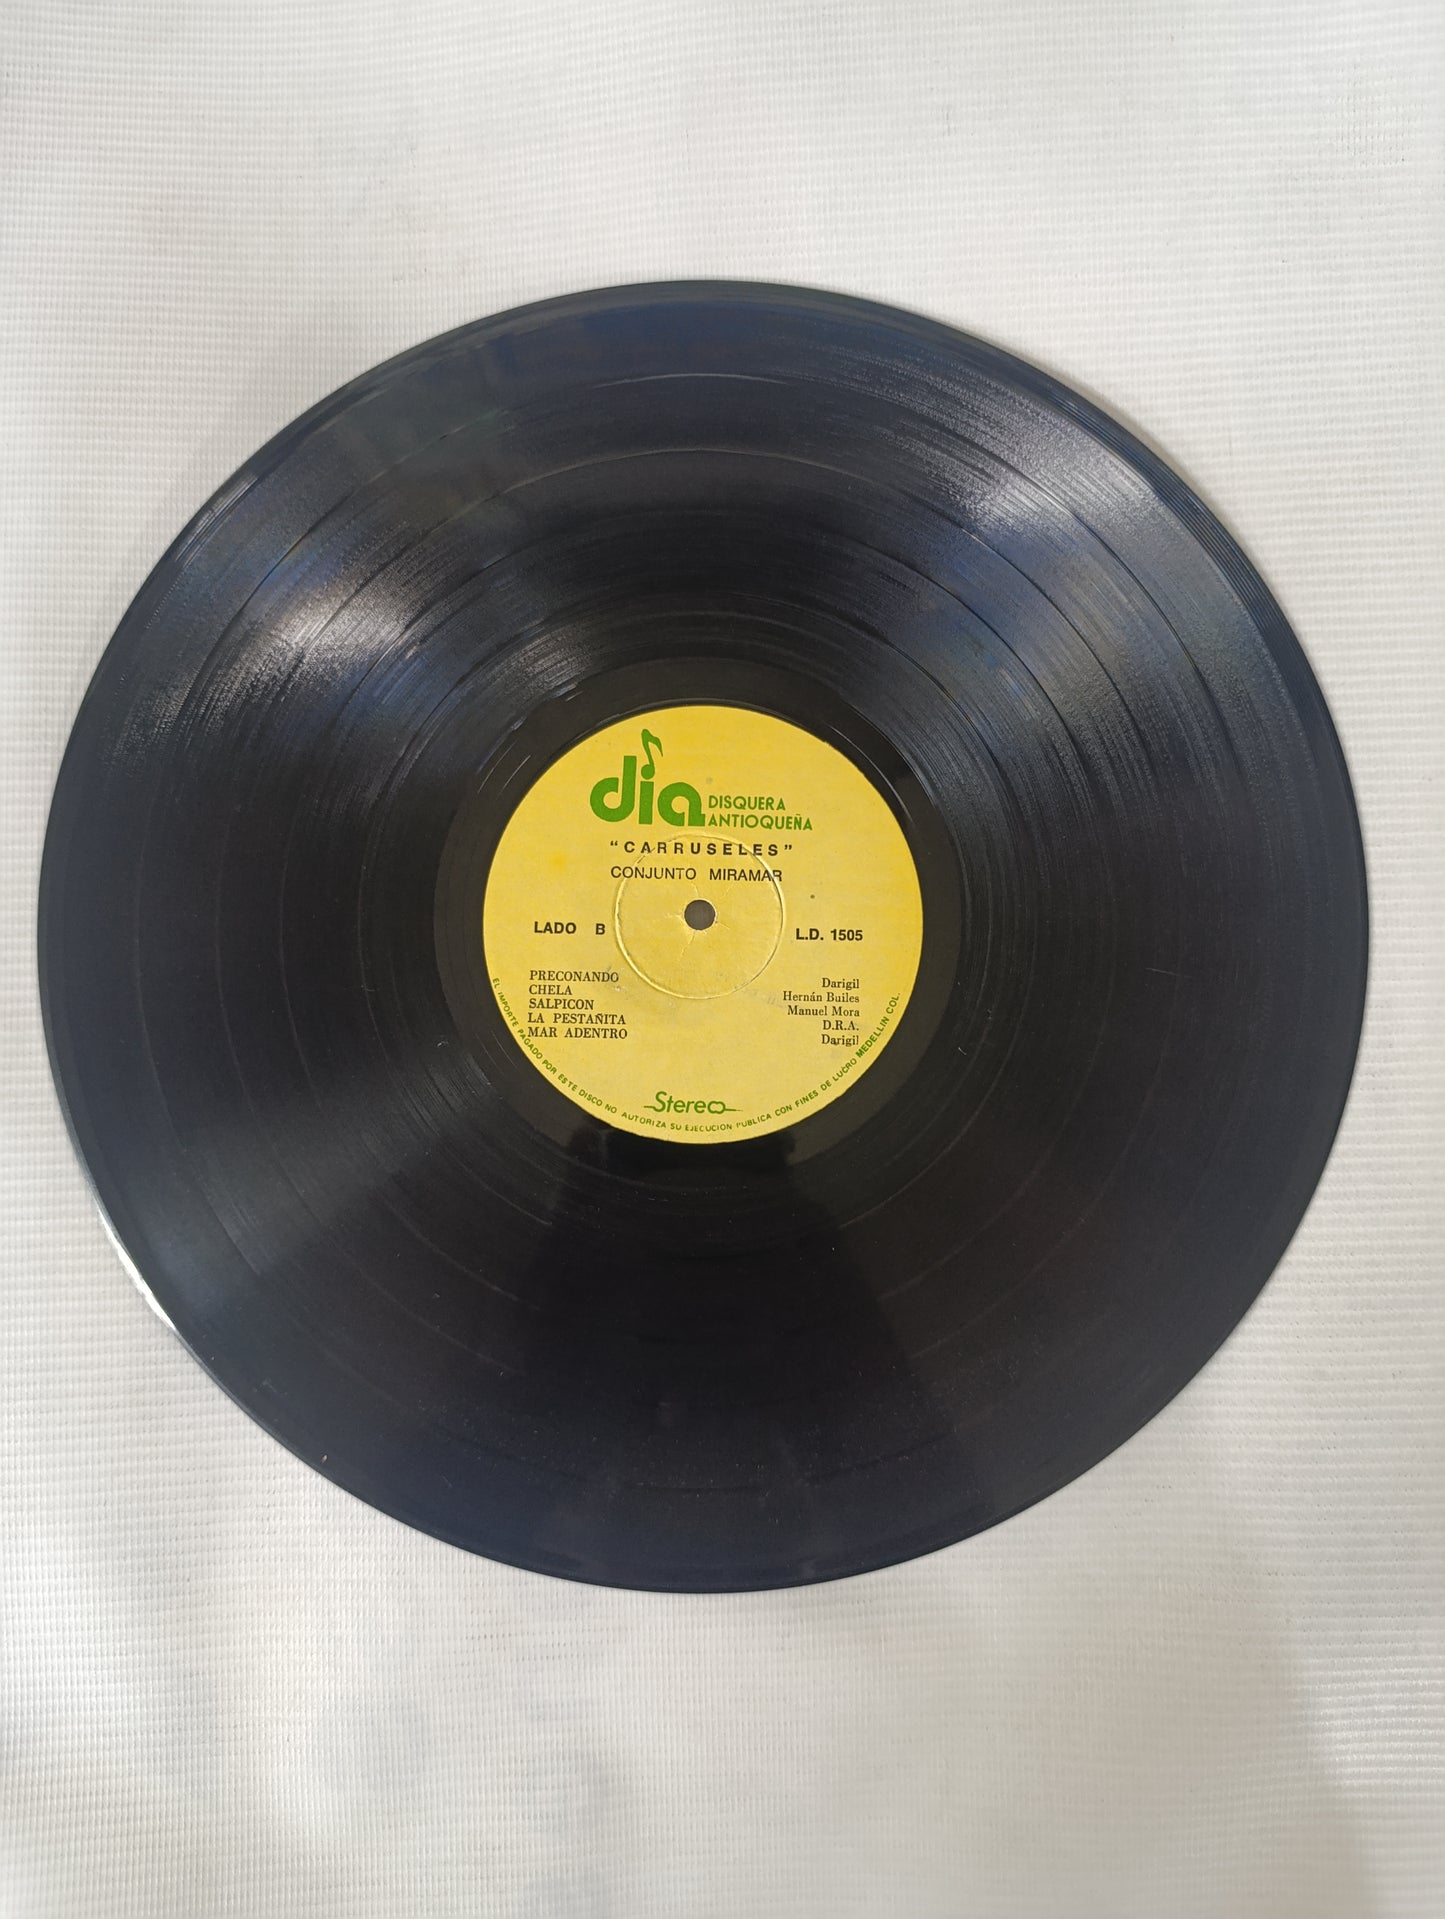 dia DISQUERA
ANTIOQUEÑA
"CARRUSELES"
CONJUNTO MIRAMAR
LADO B L.D. 1505
PRECONANDO Darigil
CHELA Hernán Builes
SALPICON Manuel Mora
LA PESTAÑITA D.R.A.
MAR ADENTRO Darigil
Stereo
EL IMPORTE PAGADO POR ESTE DISCO NO AUTORIZA SU EJECUCION PUBLICA CON FINES DE LUCRO MEDELLIN COL.